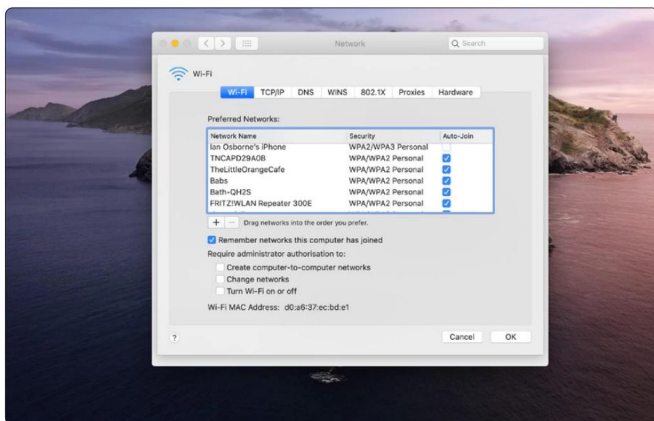 Network
Search
Wi-Fi
Wi-Fi TCP/IP DNS WINS 802.1X Proxies Hardware
Preferred Networks:
Network Name Security Auto-Join
Ian Osborne's iPhone WPA2/WPA3 Personal
TNCAPD29A0B WPA/WPA2 Personal
TheLittleOrangeCafe WPA/WPA2 Personal
Babs WPA/WPA2 Personal
Bath-QH2S WPA/WPA2 Personal
FRITZ!WLAN Repeater 300E WPA/WPA2 Personal
+ − Drag networks into the order you prefer.
Remember networks this computer has joined
Require administrator authorisation to:
Create computer-to-computer networks
Change networks
Turn Wi-Fi on or off
Wi-Fi MAC Address: d0:a6:37:ec:bd:e1
? Cancel OK